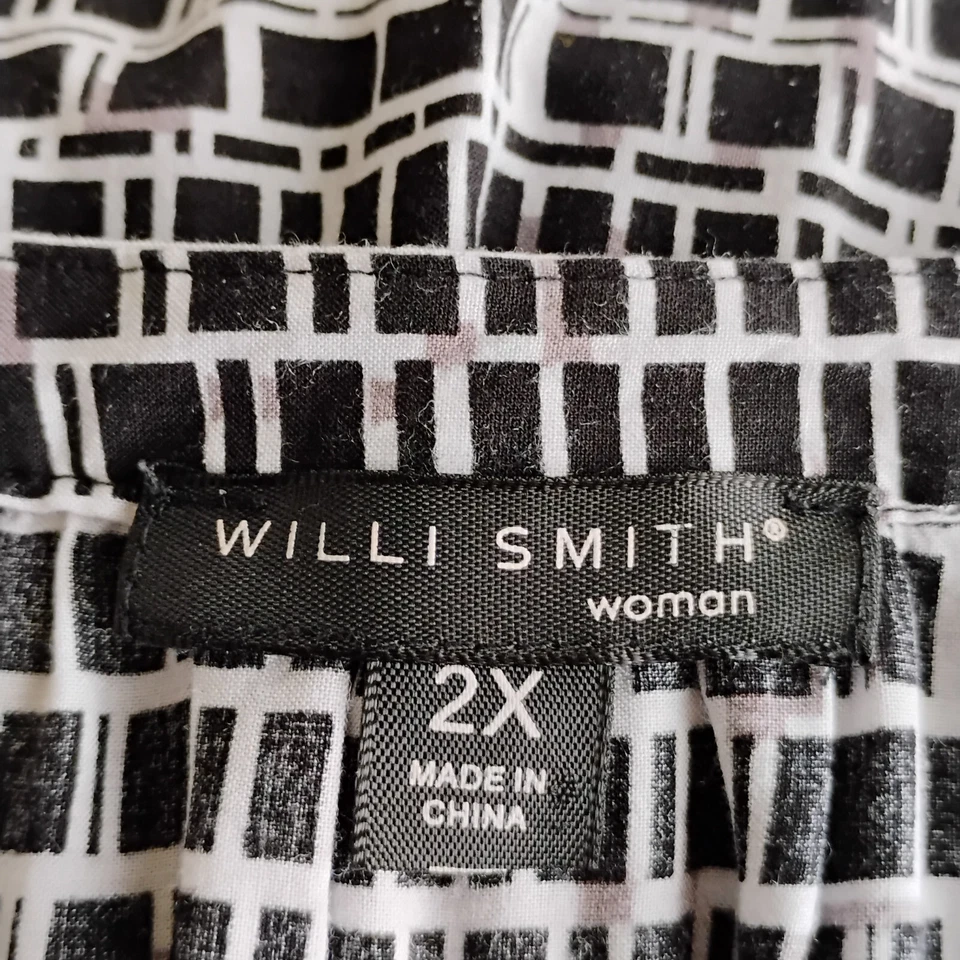 WILLI SMITH®
woman
2X
MADE IN
CHINA